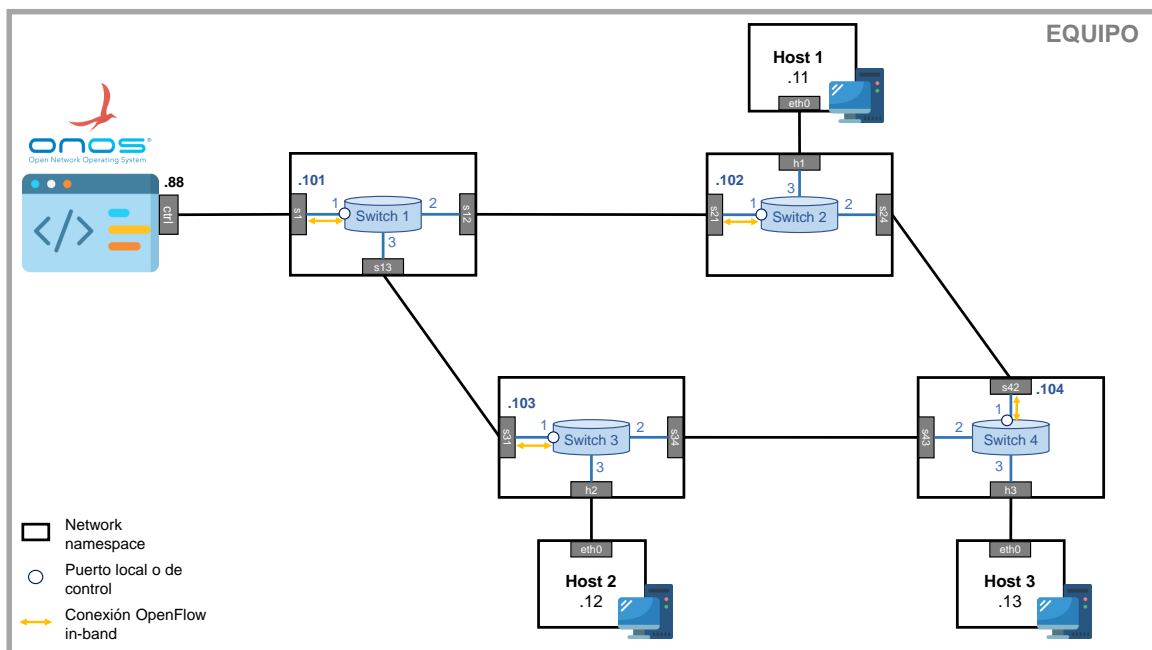 EQUIPO
Host 1
.11
eth0
onos®
Open Network Operating System
.88
ctrl
.101
s1
1
Switch 1
2
s12
3
s13
h1
.102
s21
3
1
Switch 2
2
s24
.103
s31
1
Switch 3
2
s34
3
h2
s42
.104
1
s43
2
Switch 4
3
h3
Network
namespace
Puerto local o de
control
Conexión OpenFlow
in-band
eth0
Host 2
.12
eth0
Host 3
.13